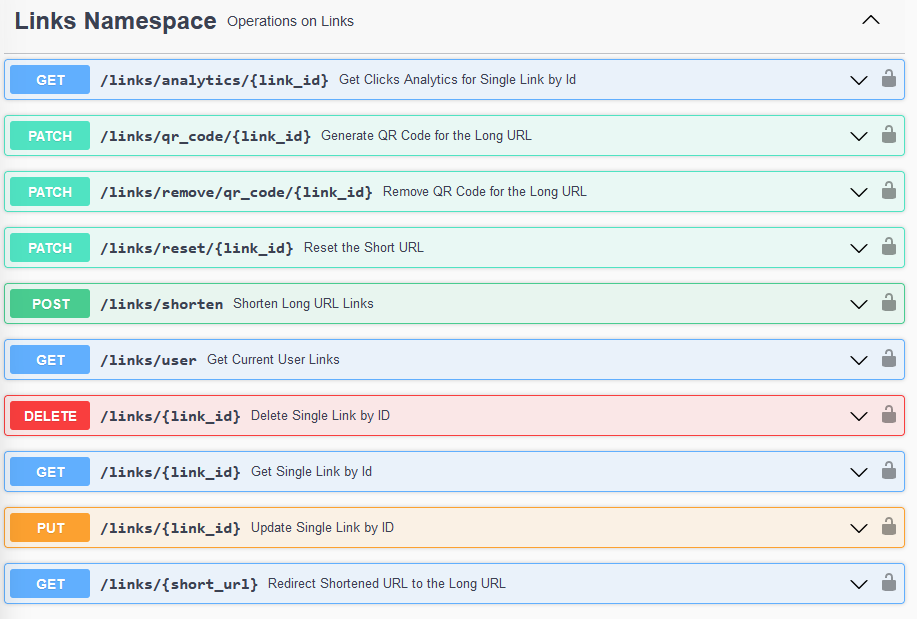 Links Namespace Operations on Links
GET /links/analytics/{link_id} Get Clicks Analytics for Single Link by Id
PATCH /links/qr_code/{link_id} Generate QR Code for the Long URL
PATCH /links/remove/qr_code/{link_id} Remove QR Code for the Long URL
PATCH /links/reset/{link_id} Reset the Short URL
POST /links/shorten Shorten Long URL Links
GET /links/user Get Current User Links
DELETE /links/{link_id} Delete Single Link by ID
GET /links/{link_id} Get Single Link by Id
PUT /links/{link_id} Update Single Link by ID
GET /links/{short_url} Redirect Shortened URL to the Long URL